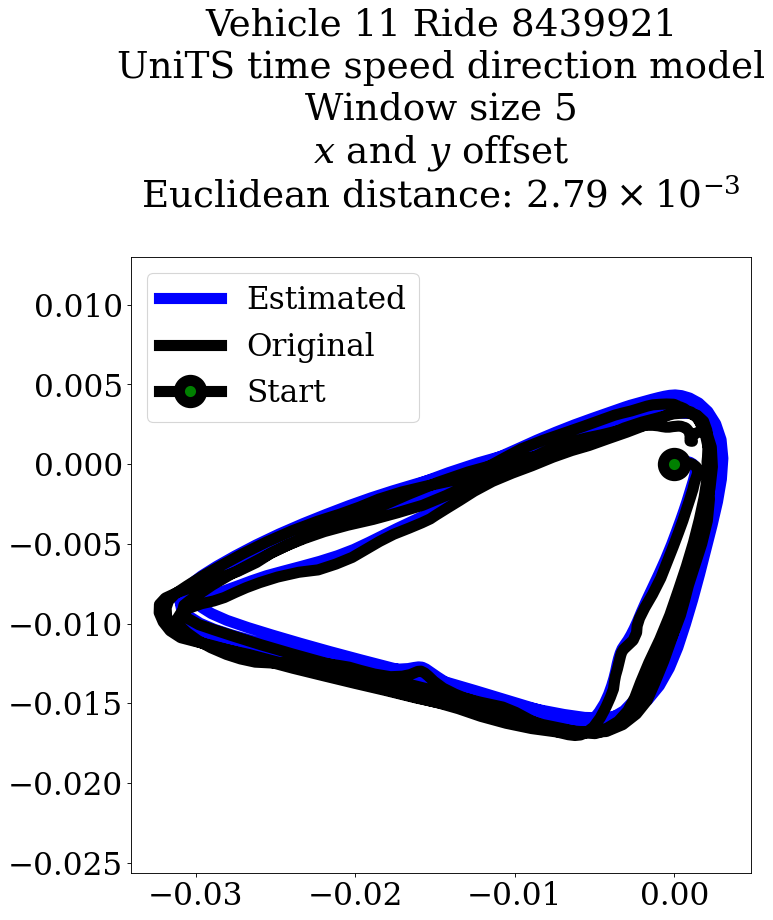 Vehicle 11 Ride 8439921
UniTS time speed direction model
Window size 5
x and y offset
Euclidean distance: 2.79 × 10⁻³
Estimated
Original
Start
0.010
0.005
0.000
−0.005
−0.010
−0.015
−0.020
−0.025
−0.03 −0.02 −0.01 0.00